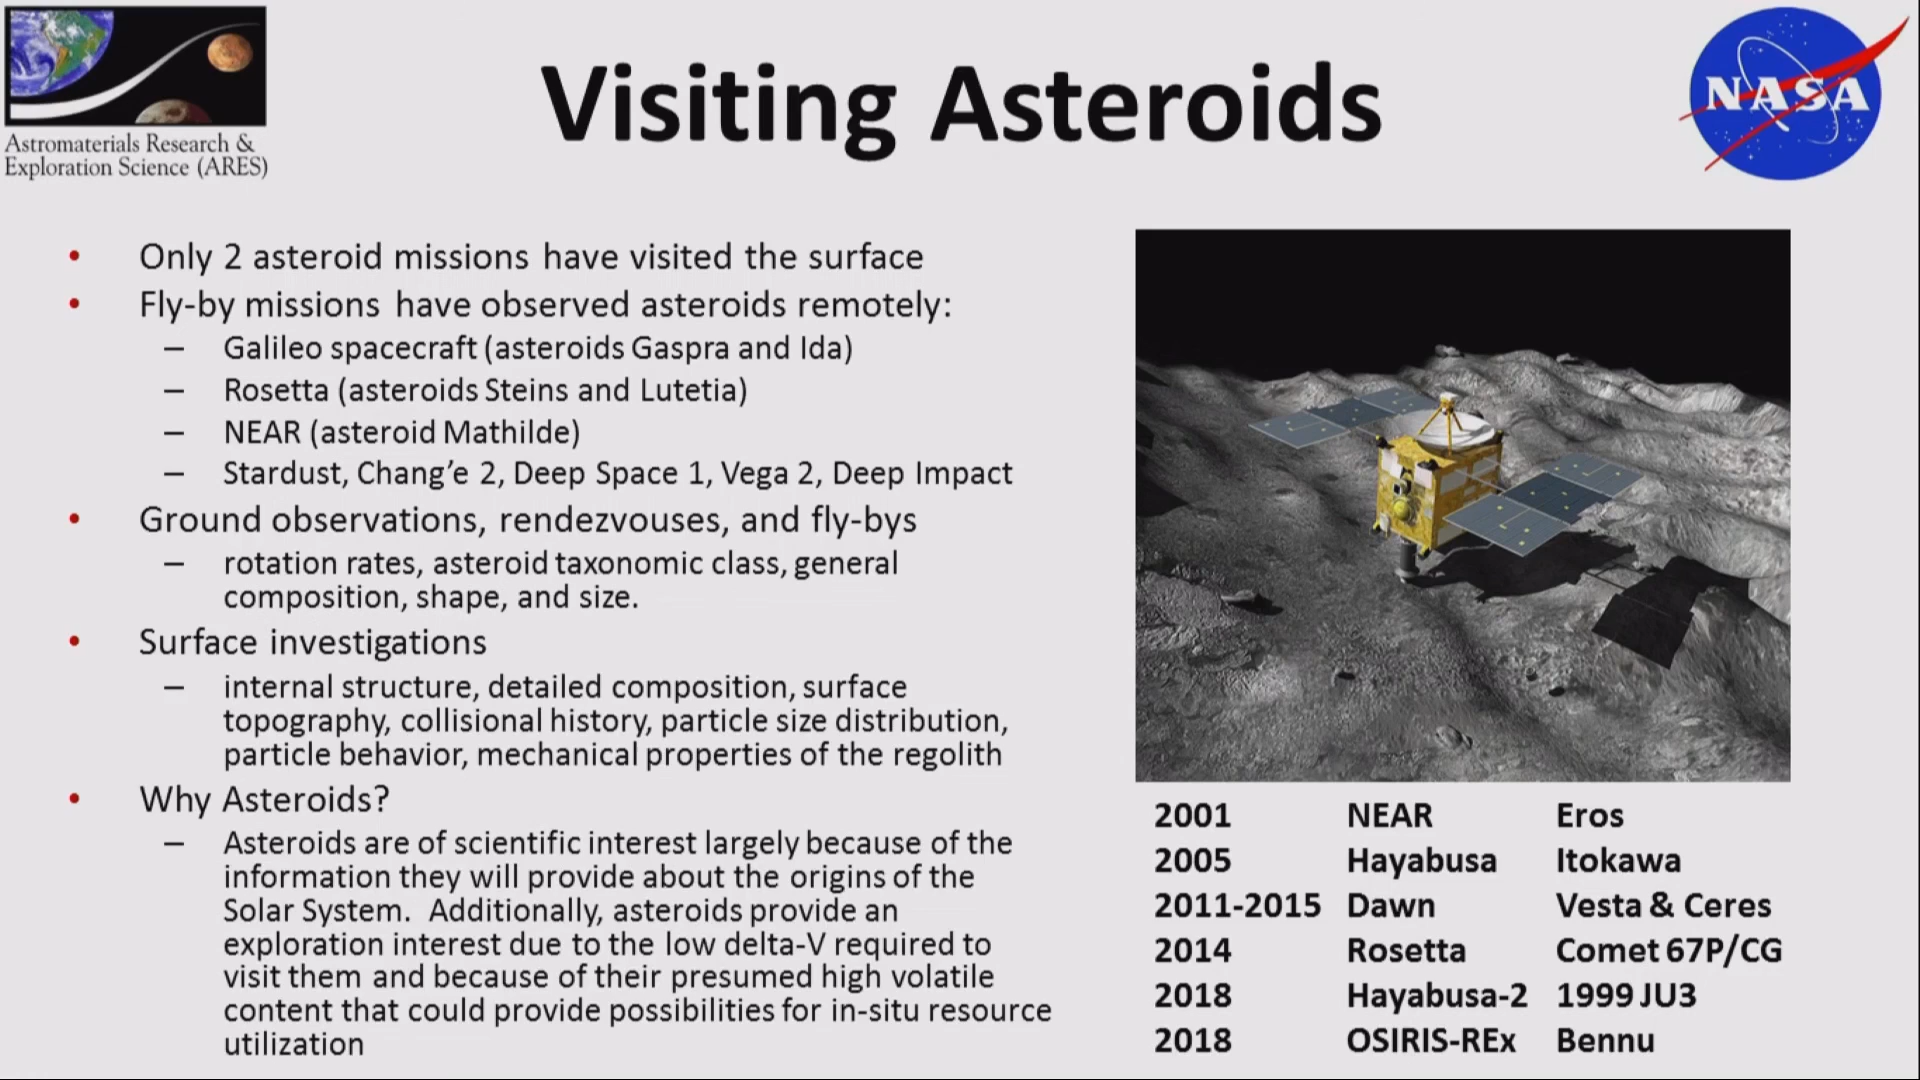 Astromaterials Research &
Exploration Science (ARES)
Visiting Asteroids
NASA
• Only 2 asteroid missions have visited the surface
• Fly-by missions have observed asteroids remotely:
– Galileo spacecraft (asteroids Gaspra and Ida)
– Rosetta (asteroids Steins and Lutetia)
– NEAR (asteroid Mathilde)
– Stardust, Chang’e 2, Deep Space 1, Vega 2, Deep Impact
• Ground observations, rendezvouses, and fly-bys
– rotation rates, asteroid taxonomic class, general
composition, shape, and size.
• Surface investigations
– internal structure, detailed composition, surface
topography, collisional history, particle size distribution,
particle behavior, mechanical properties of the regolith
• Why Asteroids?
– Asteroids are of scientific interest largely because of the
information they will provide about the origins of the
Solar System. Additionally, asteroids provide an
exploration interest due to the low delta-V required to
visit them and because of their presumed high volatile
content that could provide possibilities for in-situ resource
utilization
2001 NEAR Eros
2005 Hayabusa Itokawa
2011-2015 Dawn Vesta & Ceres
2014 Rosetta Comet 67P/CG
2018 Hayabusa-2 1999 JU3
2018 OSIRIS-REx Bennu